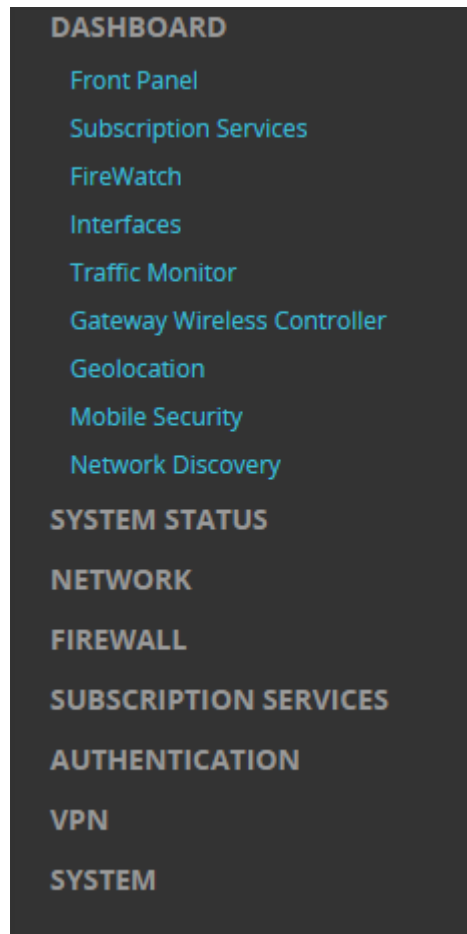 DASHBOARD
Front Panel
Subscription Services
FireWatch
Interfaces
Traffic Monitor
Gateway Wireless Controller
Geolocation
Mobile Security
Network Discovery
SYSTEM STATUS
NETWORK
FIREWALL
SUBSCRIPTION SERVICES
AUTHENTICATION
VPN
SYSTEM